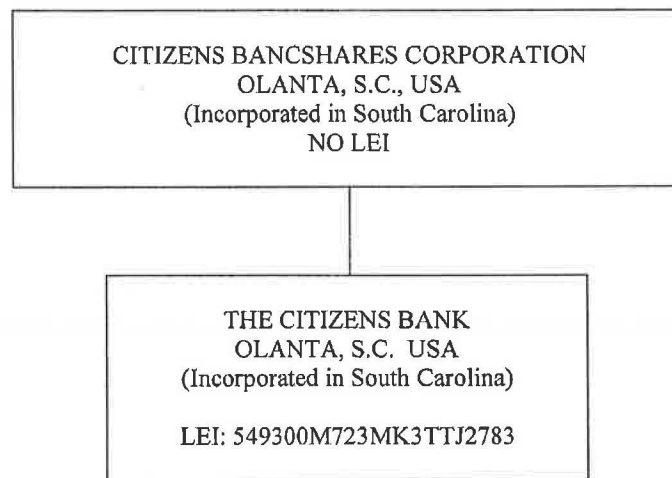 CITIZENS BANCSHARES CORPORATION
OLANTA, S.C., USA
(Incorporated in South Carolina)
NO LEI
THE CITIZENS BANK
OLANTA, S.C. USA
(Incorporated in South Carolina)
LEI: 549300M723MK3TTJ2783